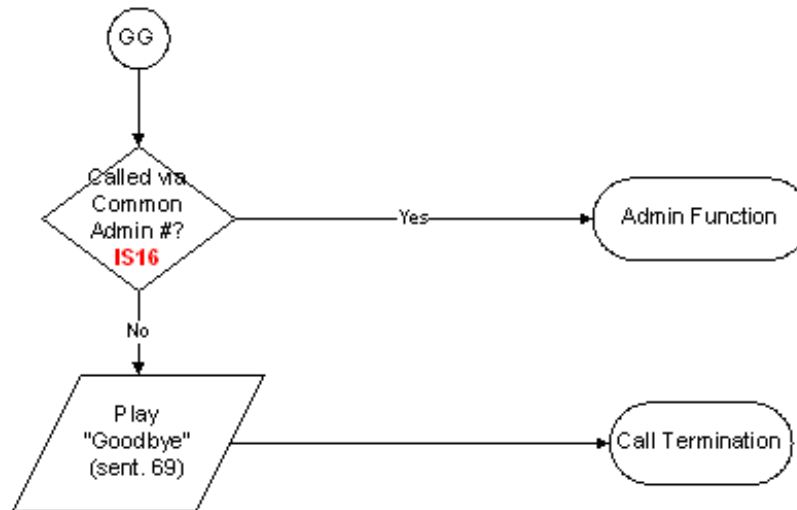 GG
Called via
Common
Admin #?
IS16
Yes
Admin Function
No
Play
"Goodbye"
(sent. 69)
Call Termination